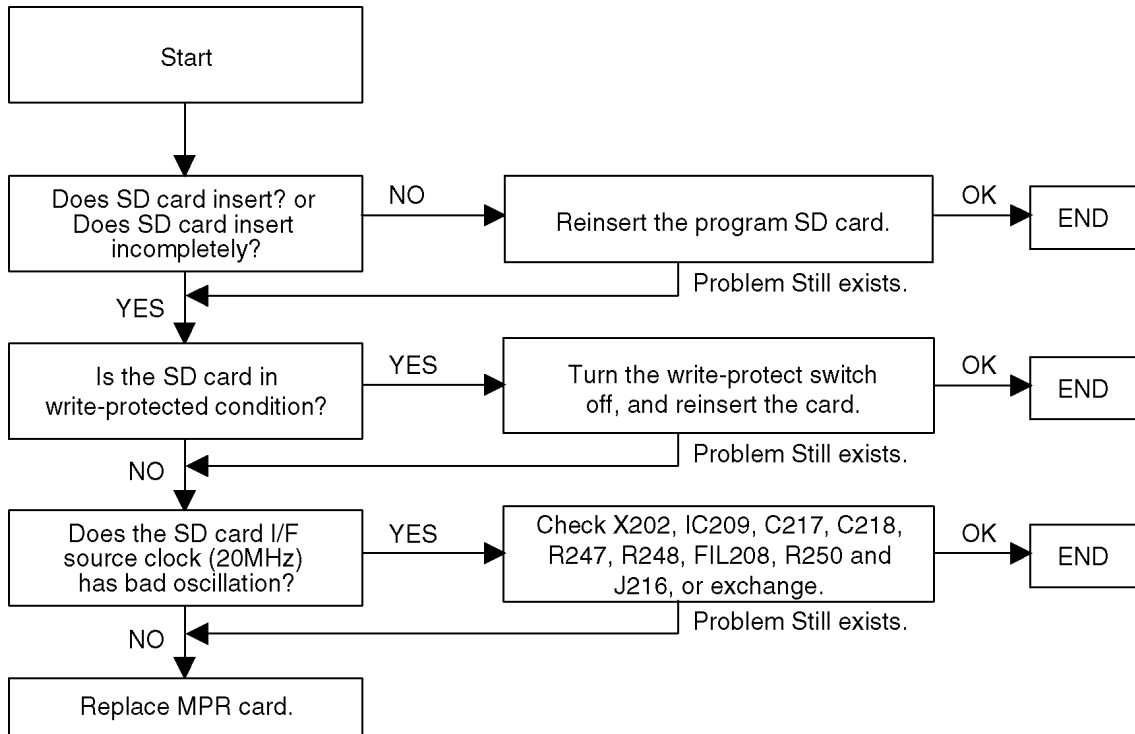 Start
Does SD card insert? or
Does SD card insert
incompletely?
NO
Reinsert the program SD card.
OK
END
Problem Still exists.
YES
Is the SD card in
write-protected condition?
YES
Turn the write-protect switch
off, and reinsert the card.
OK
END
Problem Still exists.
NO
Does the SD card I/F
source clock (20MHz)
has bad oscillation?
YES
Check X202, IC209, C217, C218,
R247, R248, FIL208, R250 and
J216, or exchange.
OK
END
Problem Still exists.
NO
Replace MPR card.